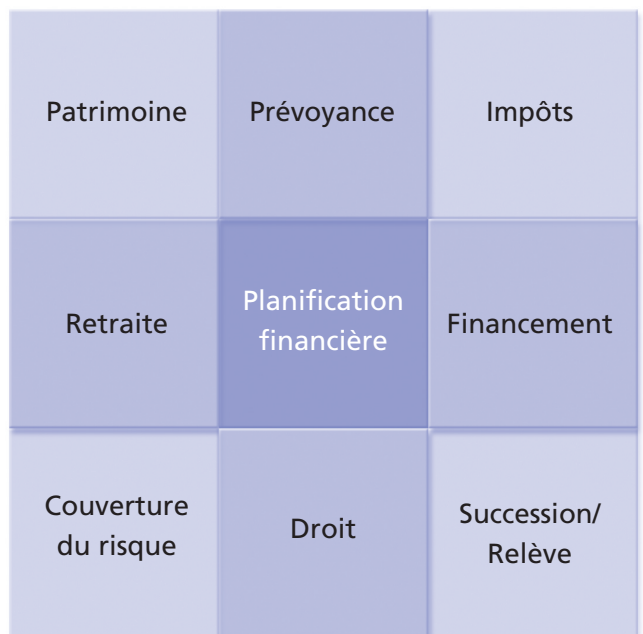 Patrimoine
Prévoyance
Impôts
Retraite
Planification
financière
Financement
Couverture
du risque
Droit
Succession/
Relève